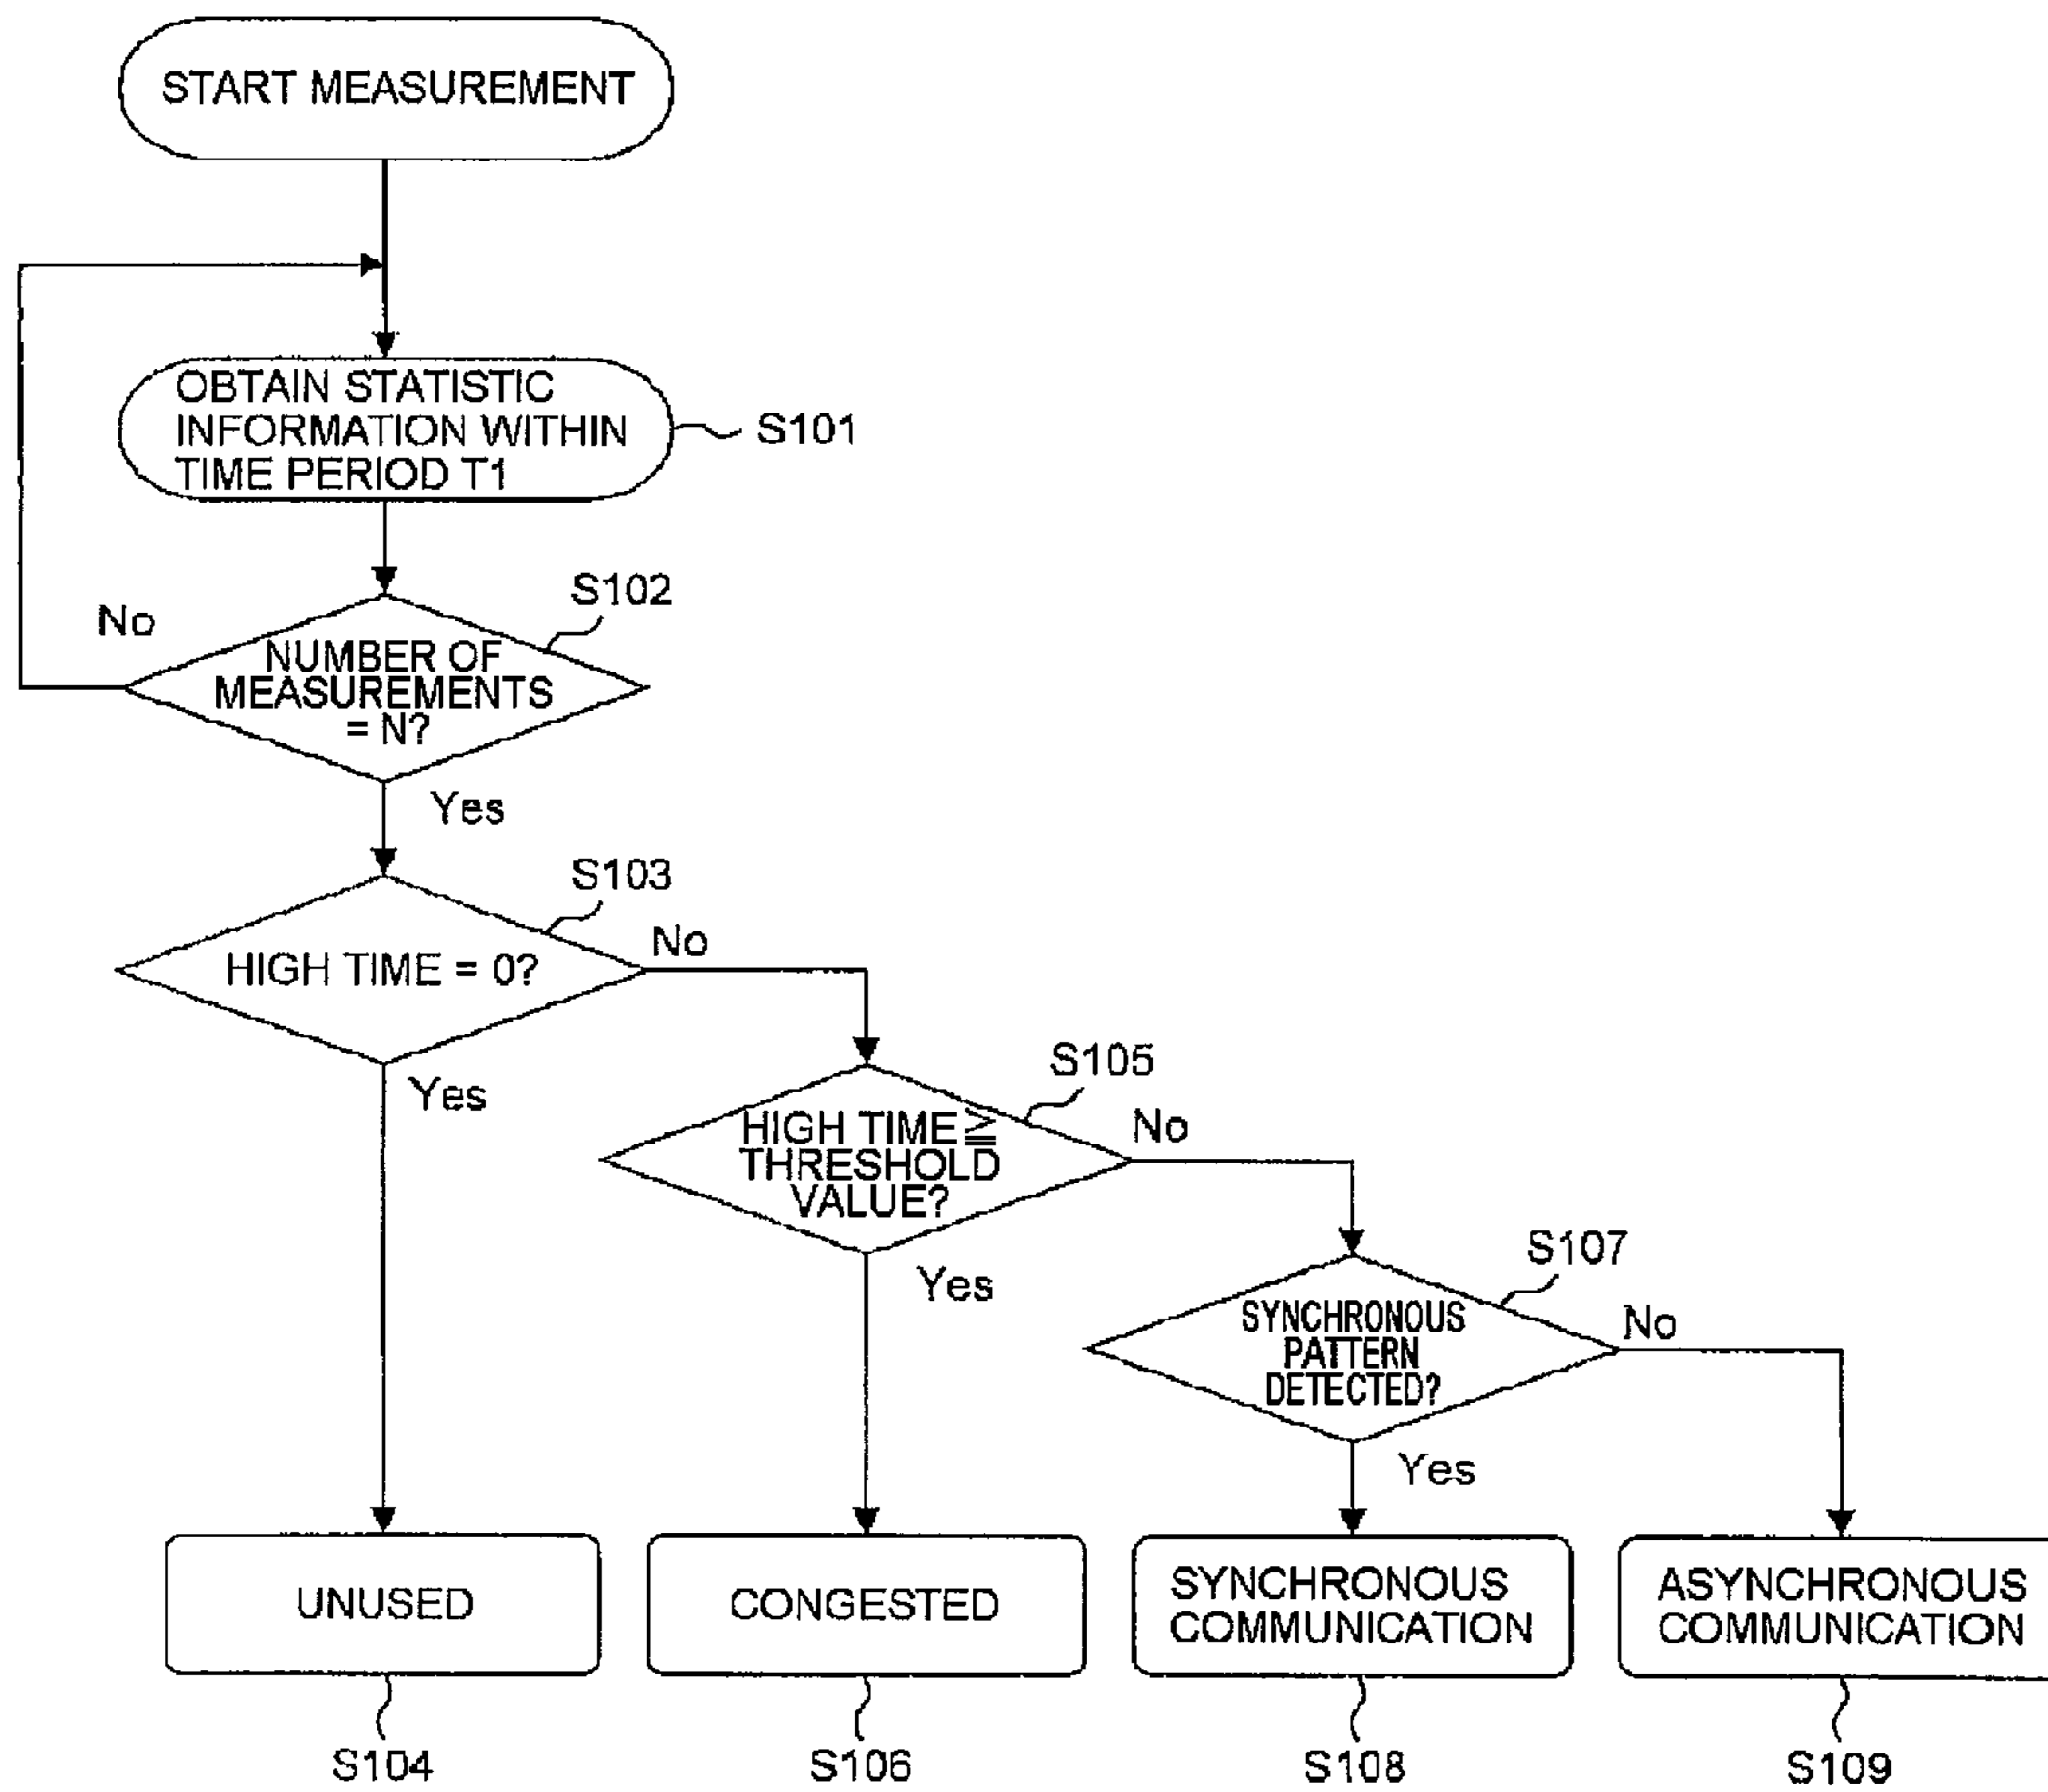 START MEASUREMENT
OBTAIN STATISTIC
INFORMATION WITHIN
TIME PERIOD T1
S101
S102
No
NUMBER OF
MEASUREMENTS
= N?
Yes
S103
No
HIGH TIME = 0?
Yes
S105
No
HIGH TIME ≧
THRESHOLD
VALUE?
Yes
S107
No
SYNCHRONOUS
PATTERN
DETECTED?
Yes
UNUSED
CONGESTED
SYNCHRONOUS
COMMUNICATION
ASYNCHRONOUS
COMMUNICATION
S104
S106
S108
S109